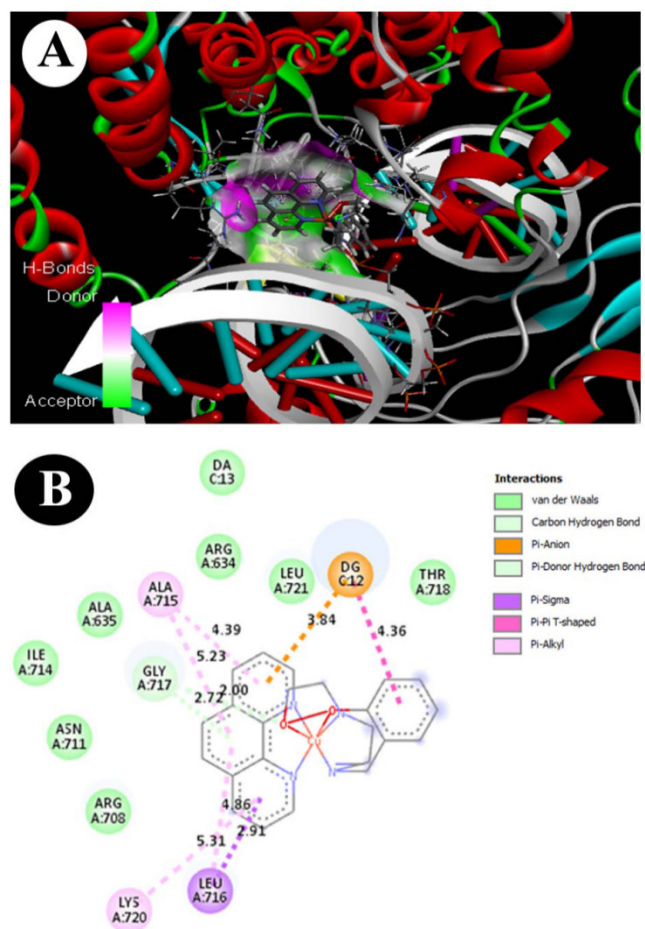 A
H-Bonds
Donor
Acceptor
B
DA
C:13
ARG
A:634
LEU
A:721
DG
C:12
THR
A:718
ALA
A:715
ALA
A:635
ILE
A:714
GLY
A:717
ASN
A:711
ARG
A:708
LYS
A:720
LEU
A:716
4.39
3.84
4.36
5.23
2.72
2.00
4.86
5.31
2.91
N
O
O
N
Cu
N
N
Interactions
van der Waals
Carbon Hydrogen Bond
Pi-Anion
Pi-Donor Hydrogen Bond
Pi-Sigma
Pi-Pi T-shaped
Pi-Alkyl